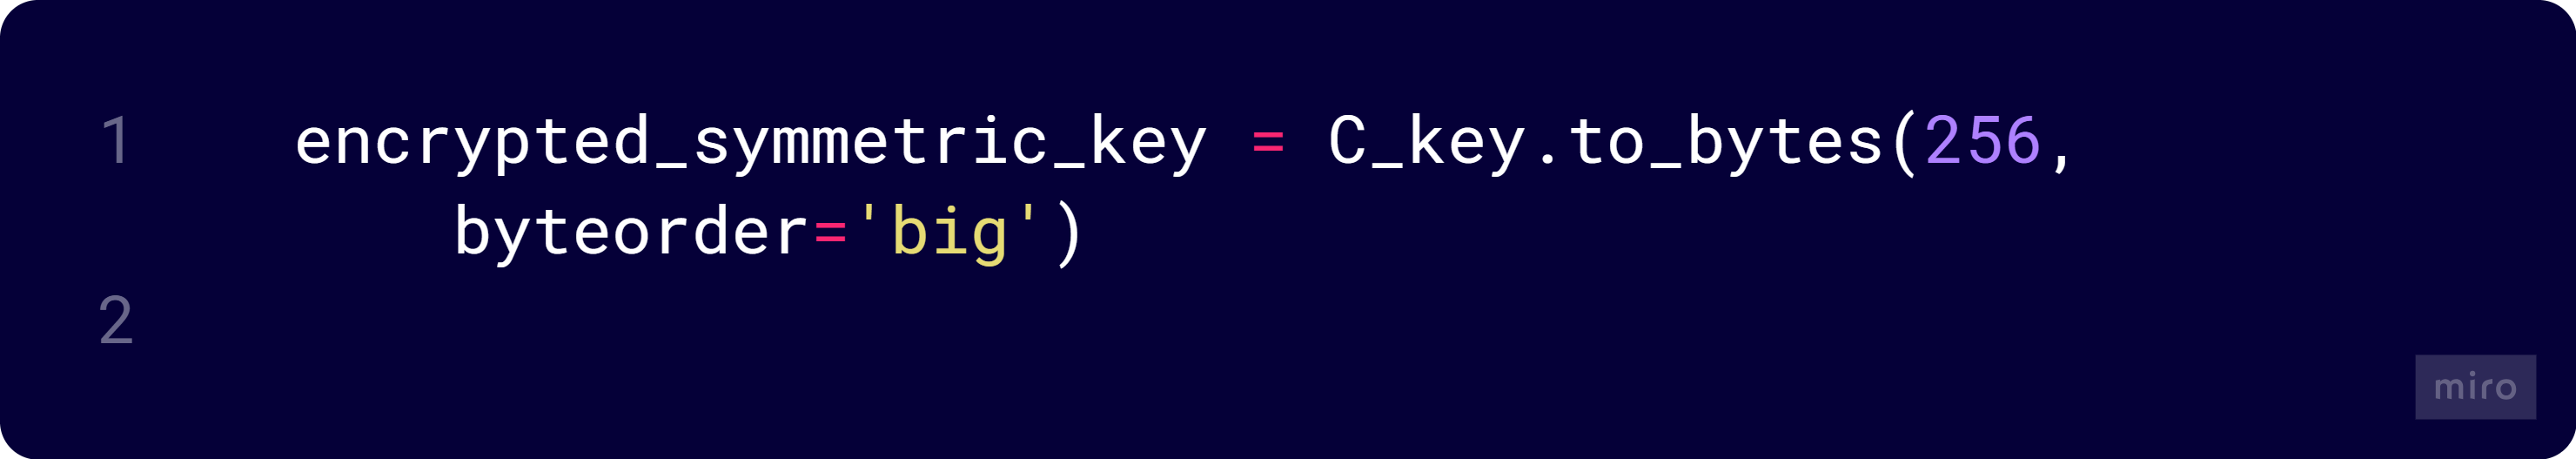 1 encrypted_symmetric_key = C_key.to_bytes(256,
byteorder='big')
2
miro